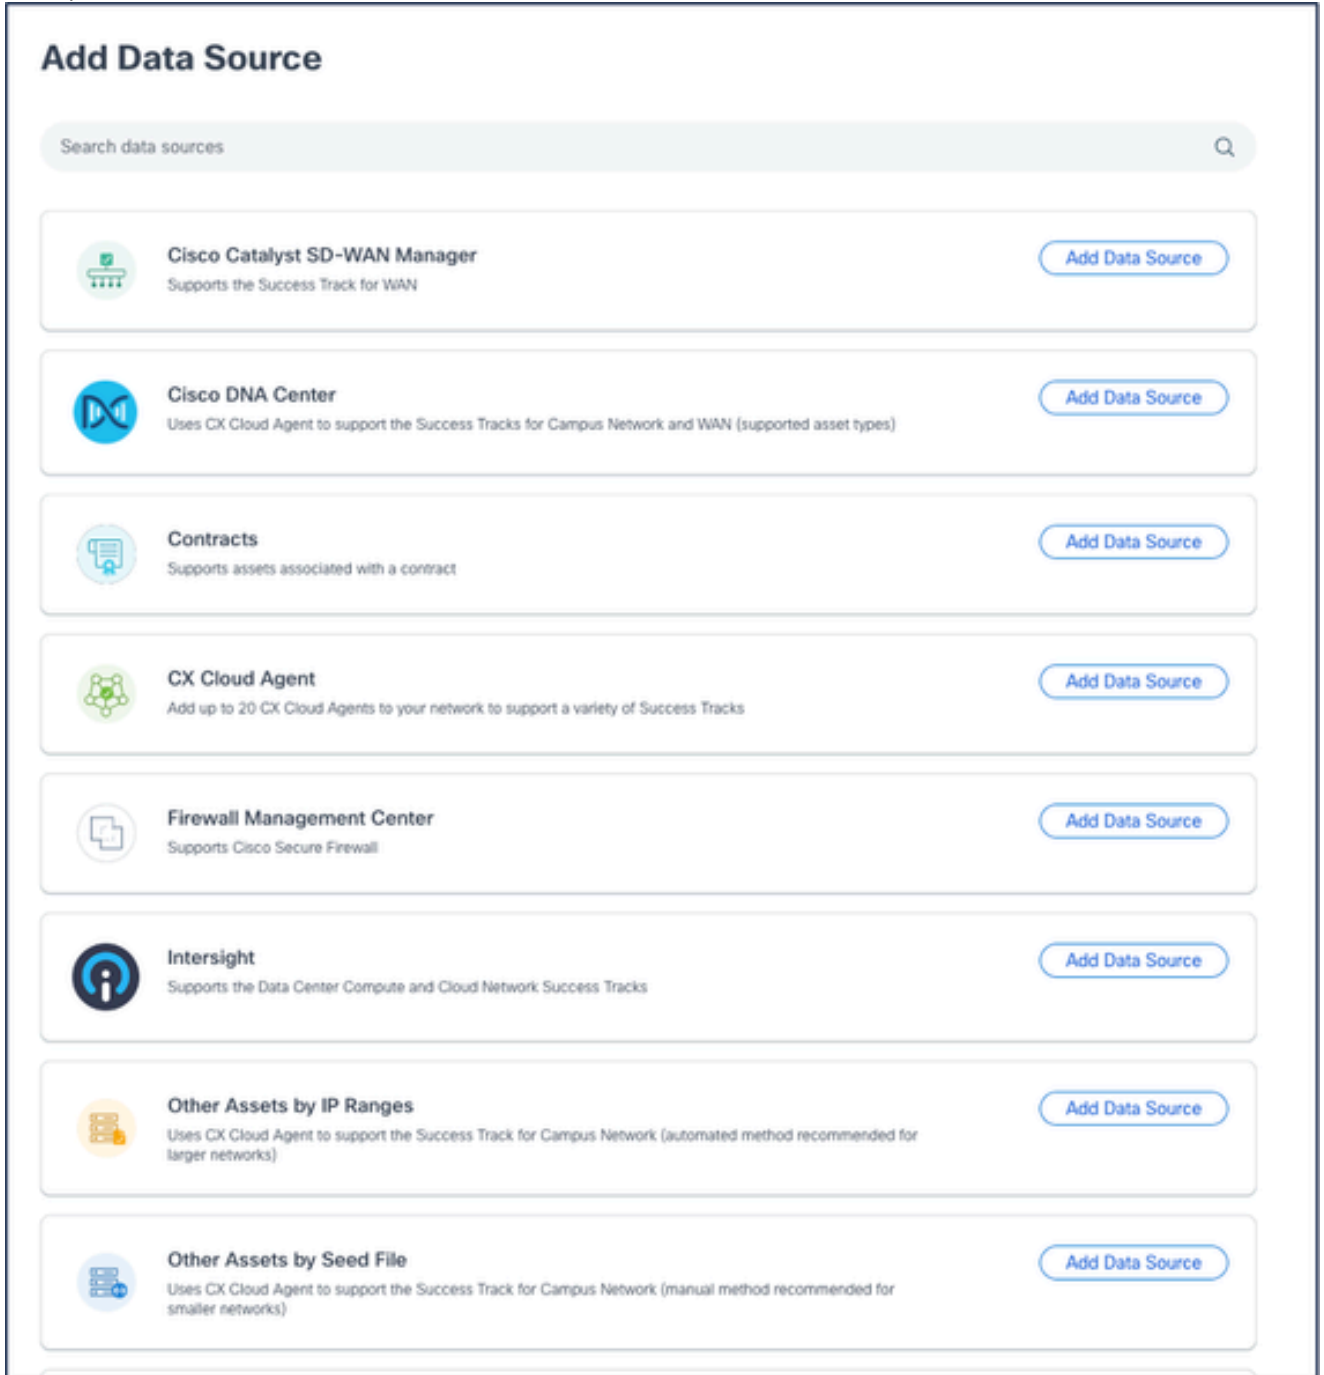 Add Data Source
Search data sources
Cisco Catalyst SD-WAN Manager
Add Data Source
Supports the Success Track for WAN
Cisco DNA Center
Add Data Source
Uses CX Cloud Agent to support the Success Tracks for Campus Network and WAN (supported asset types)
Contracts
Add Data Source
Supports assets associated with a contract
CX Cloud Agent
Add Data Source
Add up to 20 CX Cloud Agents to your network to support a variety of Success Tracks
Firewall Management Center
Add Data Source
Supports Cisco Secure Firewall
Intersight
Add Data Source
Supports the Data Center Compute and Cloud Network Success Tracks
Other Assets by IP Ranges
Add Data Source
Uses CX Cloud Agent to support the Success Track for Campus Network (automated method recommended for
larger networks)
Other Assets by Seed File
Add Data Source
Uses CX Cloud Agent to support the Success Track for Campus Network (manual method recommended for
smaller networks)